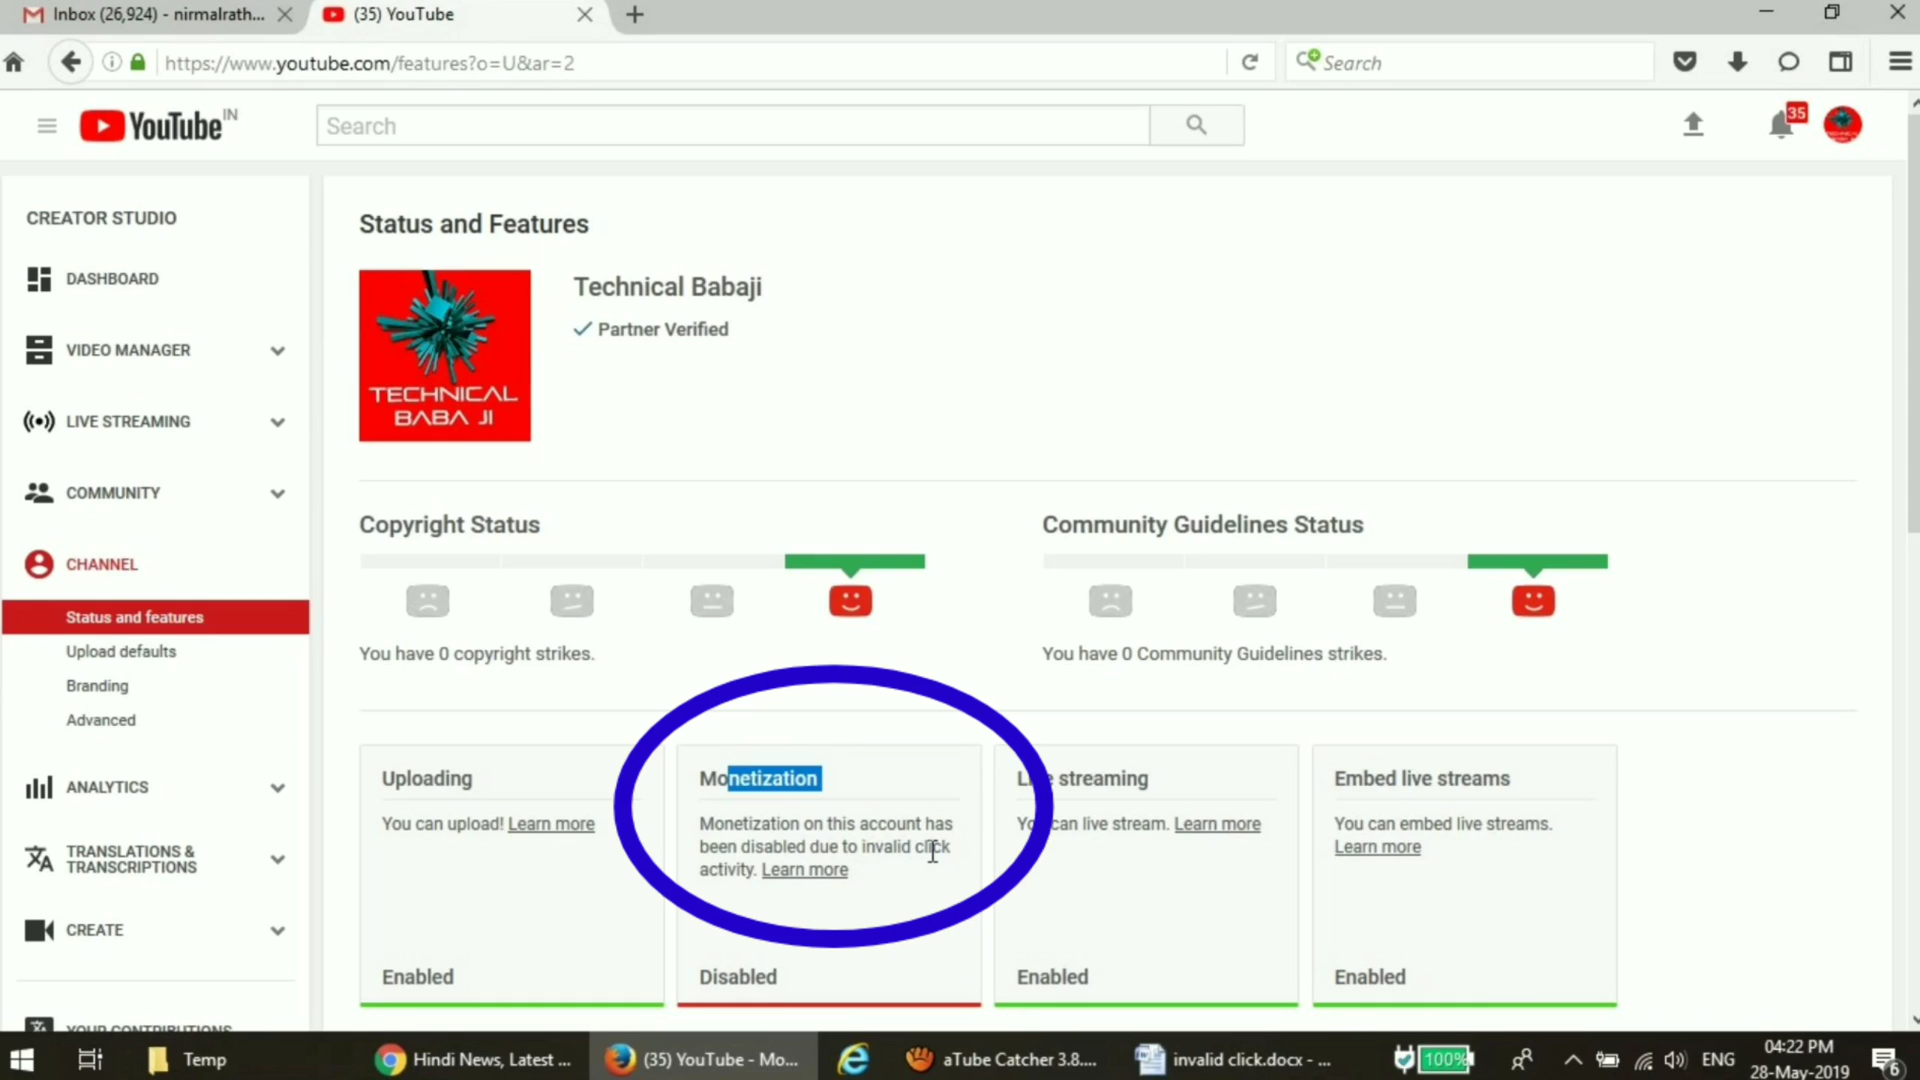 Inbox (26,924) - nirmalrath...
(35) YouTube
https://www.youtube.com/features?o=U&ar=2
Search
YouTube IN
Search
35
CREATOR STUDIO
DASHBOARD
VIDEO MANAGER
LIVE STREAMING
COMMUNITY
CHANNEL
Status and features
Upload defaults
Branding
Advanced
ANALYTICS
TRANSLATIONS &
TRANSCRIPTIONS
CREATE
YOUR CONTRIBUTIONS
Status and Features
TECHNICAL
BABA JI
Technical Babaji
Partner Verified
Copyright Status
You have 0 copyright strikes.
Community Guidelines Status
You have 0 Community Guidelines strikes.
Uploading
You can upload! Learn more
Enabled
Monetization
Monetization on this account has
been disabled due to invalid click
activity. Learn more
Disabled
Live streaming
You can live stream. Learn more
Enabled
Embed live streams
You can embed live streams.
Learn more
Enabled
Temp
Hindi News, Latest ...
(35) YouTube - Mo...
aTube Catcher 3.8....
invalid click.docx - ...
100%
ENG
04:22 PM
28-May-2019
6